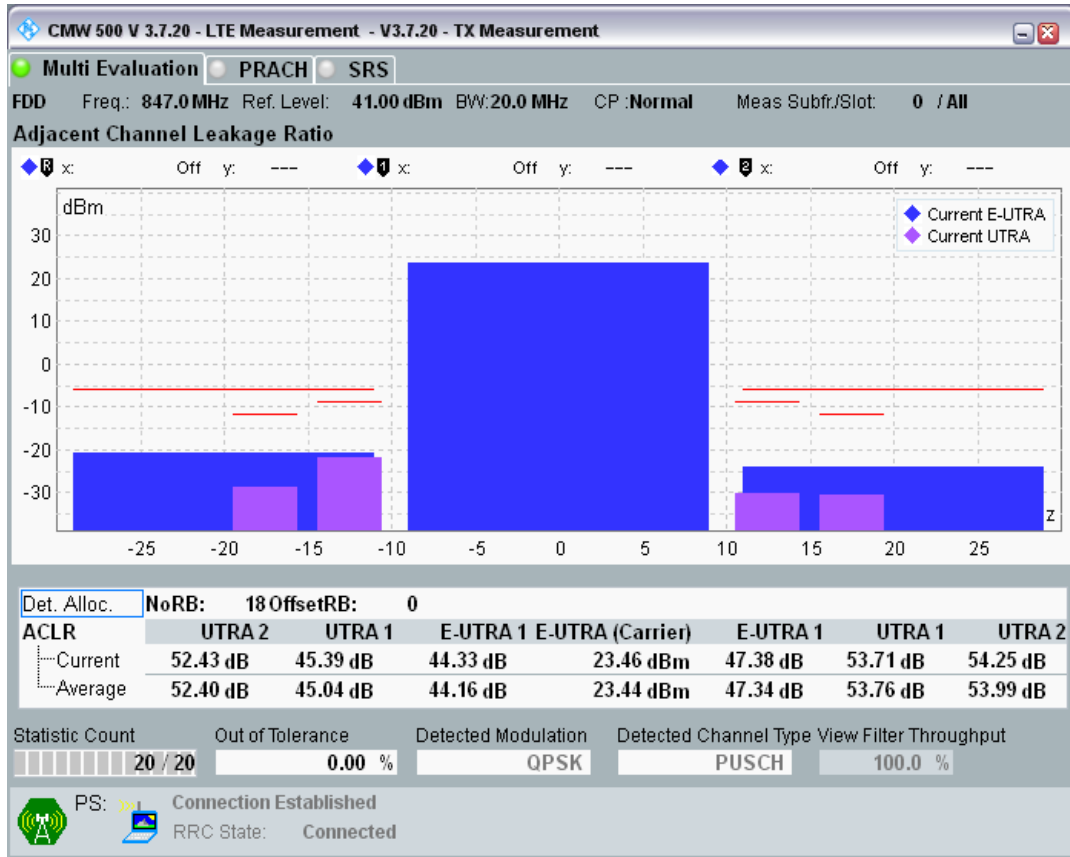 CMW 500 V 3.7.20 - LTE Measurement - V3.7.20 - TX Measurement
Multi Evaluation PRACH SRS
FDD Freq.: 847.0 MHz Ref. Level: 41.00 dBm BW: 20.0 MHz CP : Normal Meas Subfr./Slot: 0 / All
Adjacent Channel Leakage Ratio
R x: Off y: --- 1 x: Off y: --- 2 x: Off y: ---
dBm
Current E-UTRA
Current UTRA
30
20
10
0
-10
-20
-30
z
-25 -20 -15 -10 -5 0 5 10 15 20 25
Det. Alloc. NoRB: 18 OffsetRB: 0
ACLR UTRA 2 UTRA 1 E-UTRA 1 E-UTRA (Carrier) E-UTRA 1 UTRA 1 UTRA 2
Current 52.43 dB 45.39 dB 44.33 dB 23.46 dBm 47.38 dB 53.71 dB 54.25 dB
Average 52.40 dB 45.04 dB 44.16 dB 23.44 dBm 47.34 dB 53.76 dB 53.99 dB
Statistic Count Out of Tolerance Detected Modulation Detected Channel Type View Filter Throughput
20 / 20 0.00 % QPSK PUSCH 100.0 %
PS: Connection Established
RRC State: Connected